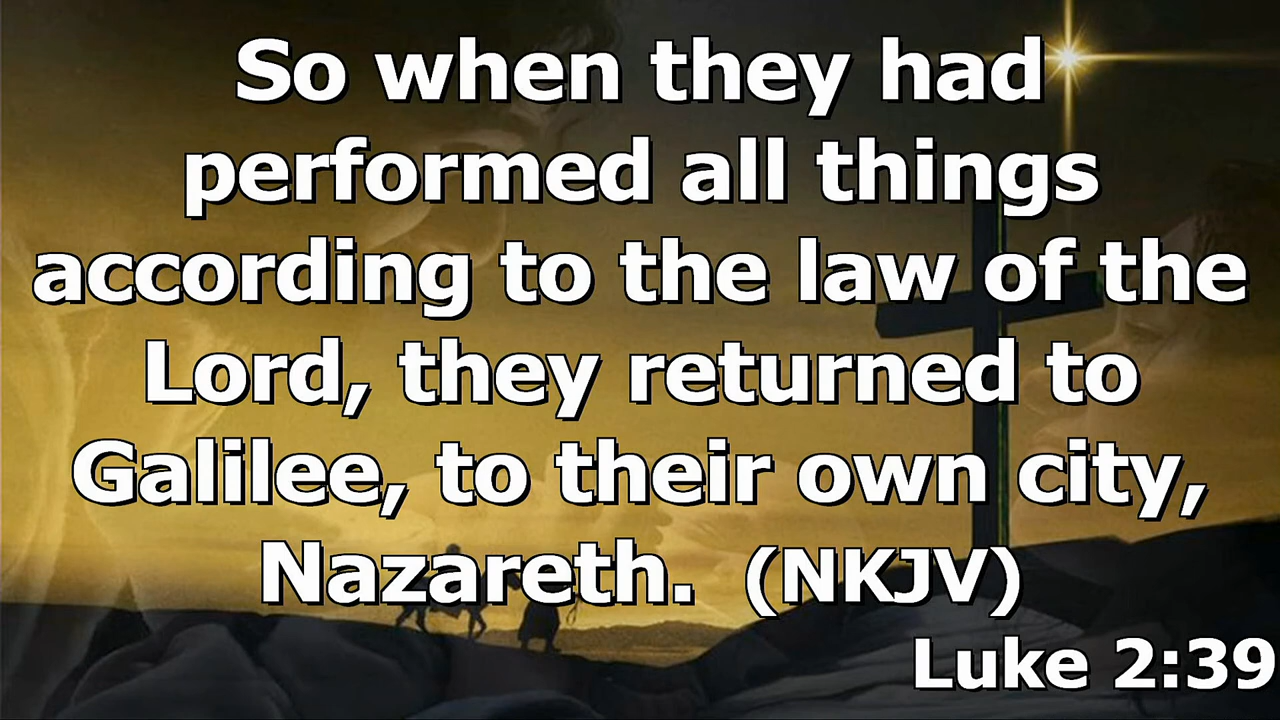 So when they had
performed all things
according to the law of the
Lord, they returned to
Galilee, to their own city,
Nazareth. (NKJV)
Luke 2:39